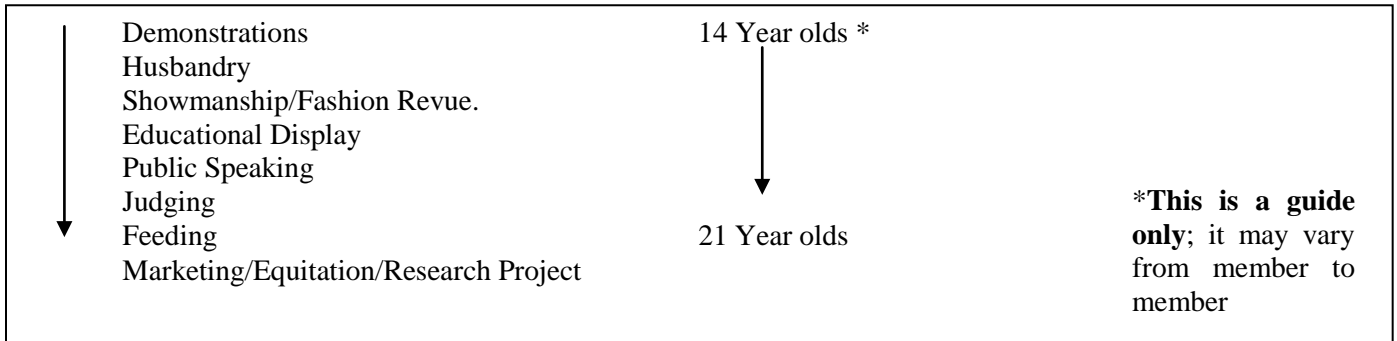 Demonstrations
Husbandry
Showmanship/Fashion Revue.
Educational Display
Public Speaking
Judging
Feeding
Marketing/Equitation/Research Project
14 Year olds *
21 Year olds
*This is a guide
only; it may vary
from member to
member